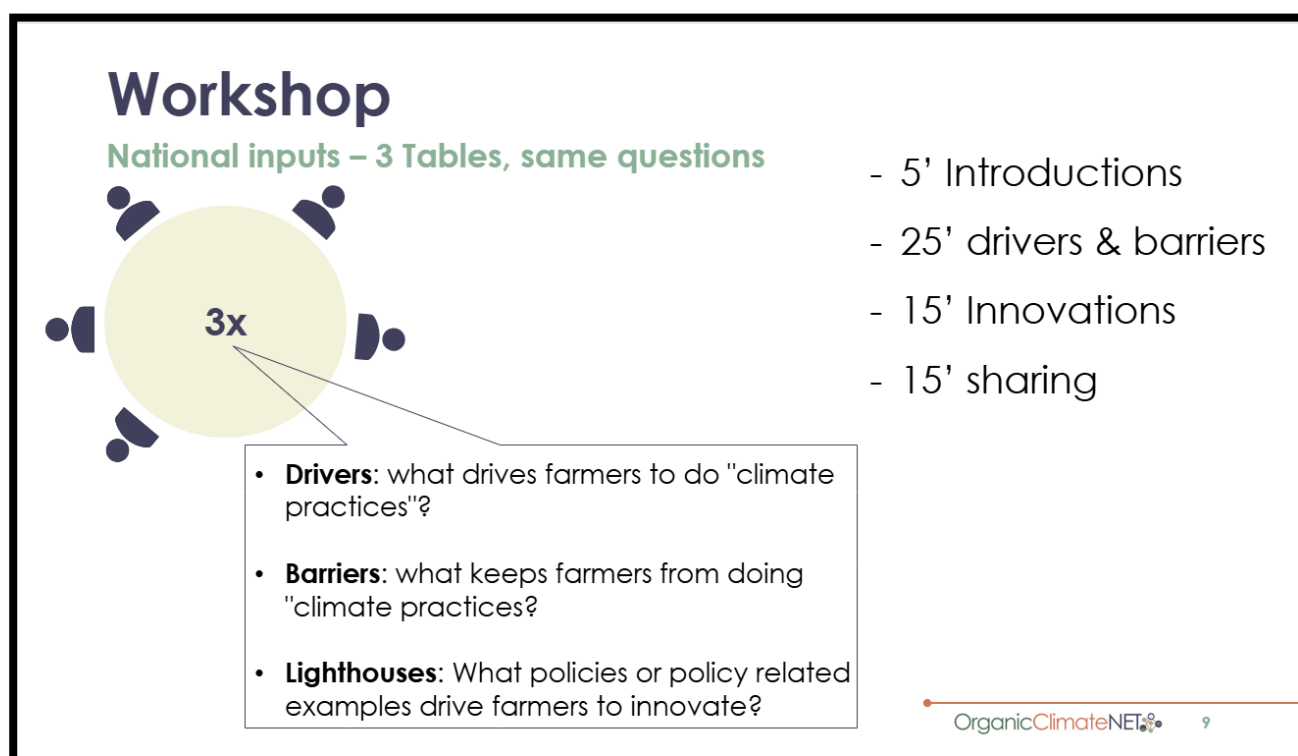 Workshop
National inputs – 3 Tables, same questions
3x
• Drivers: what drives farmers to do "climate
practices"?
• Barriers: what keeps farmers from doing
"climate practices?
• Lighthouses: What policies or policy related
examples drive farmers to innovate?
- 5’ Introductions
- 25’ drivers & barriers
- 15’ Innovations
- 15’ sharing
OrganicClimateNET
9